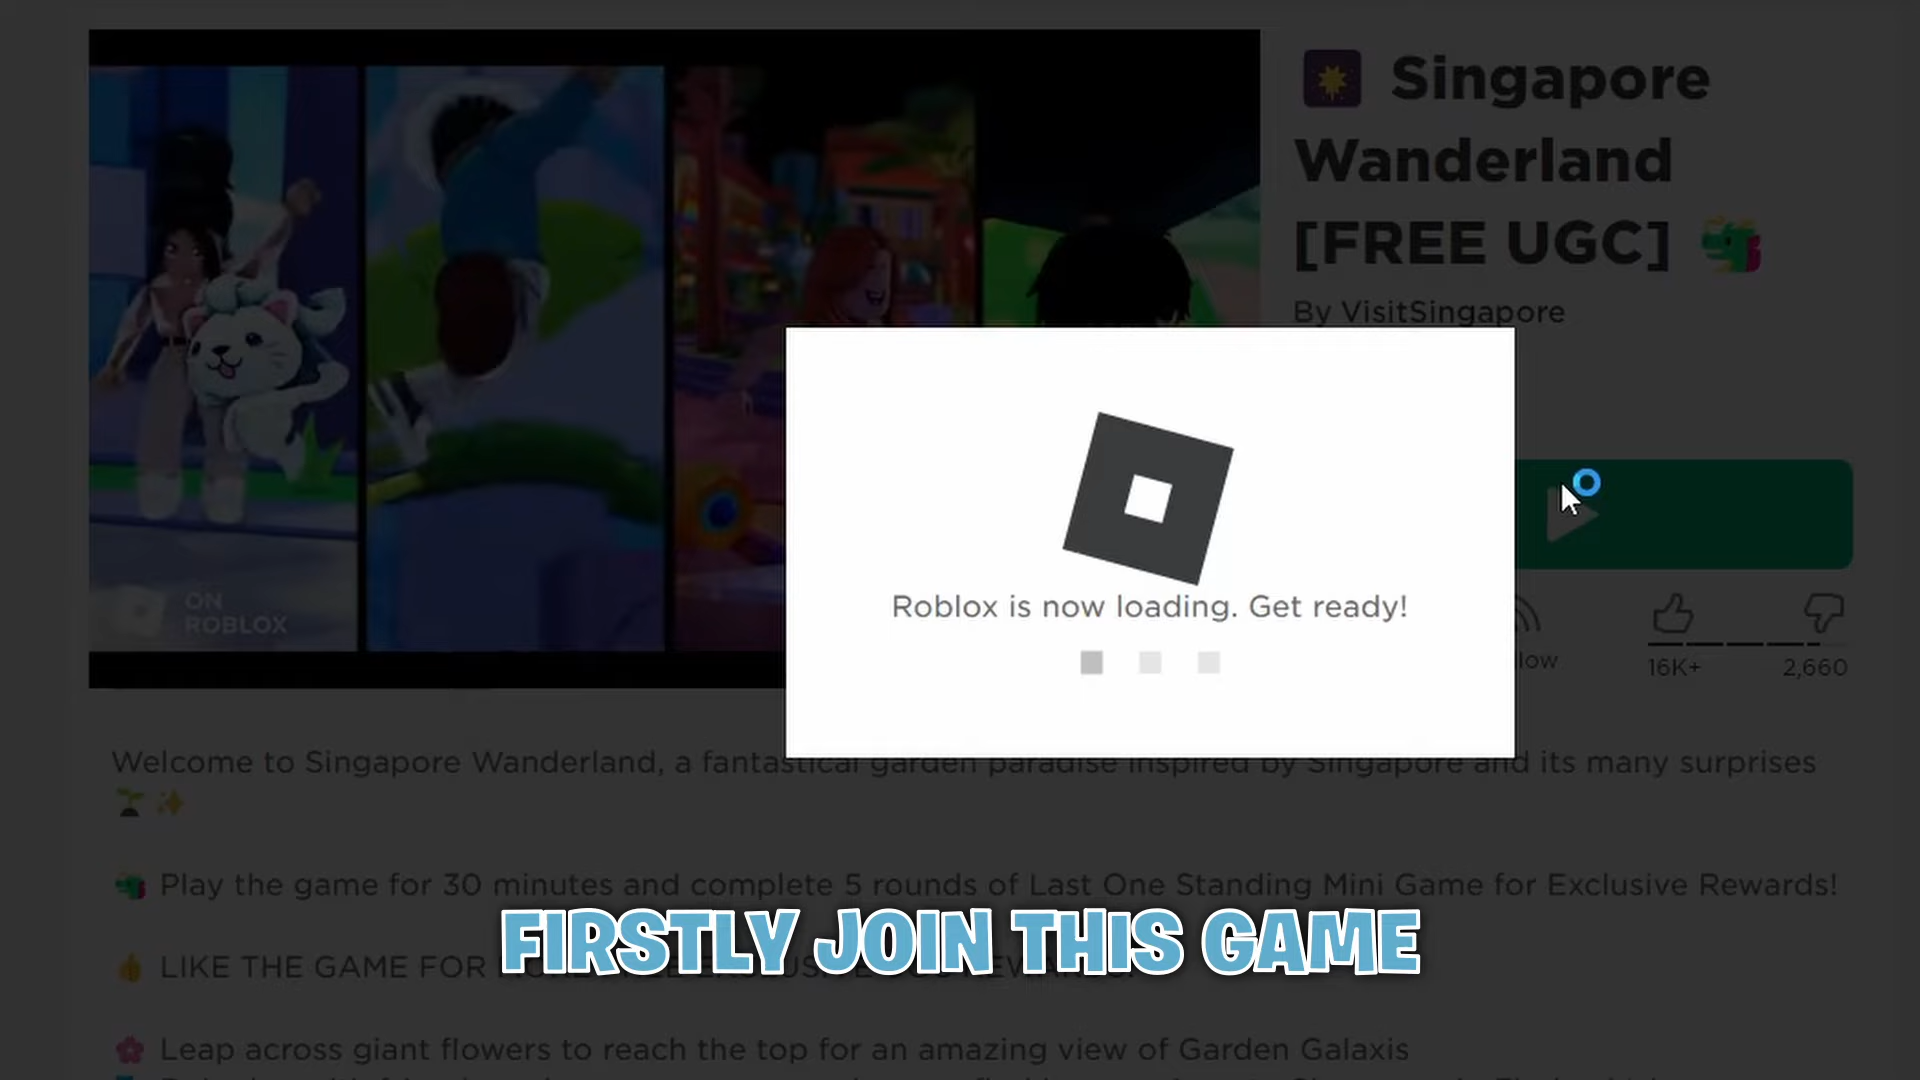 Singapore
Wanderland
[FREE UGC]
By VisitSingapore
ON
ROBLOX
Roblox is now loading. Get ready!
16K+
2,660
Welcome to Singapore Wanderland, a fantastical garden paradise inspired by Singapore and its many surprises
Play the game for 30 minutes and complete 5 rounds of Last One Standing Mini Game for Exclusive Rewards!
FIRSTLY JOIN THIS GAME
LIKE THE GAME FOR
Leap across giant flowers to reach the top for an amazing view of Garden Galaxis